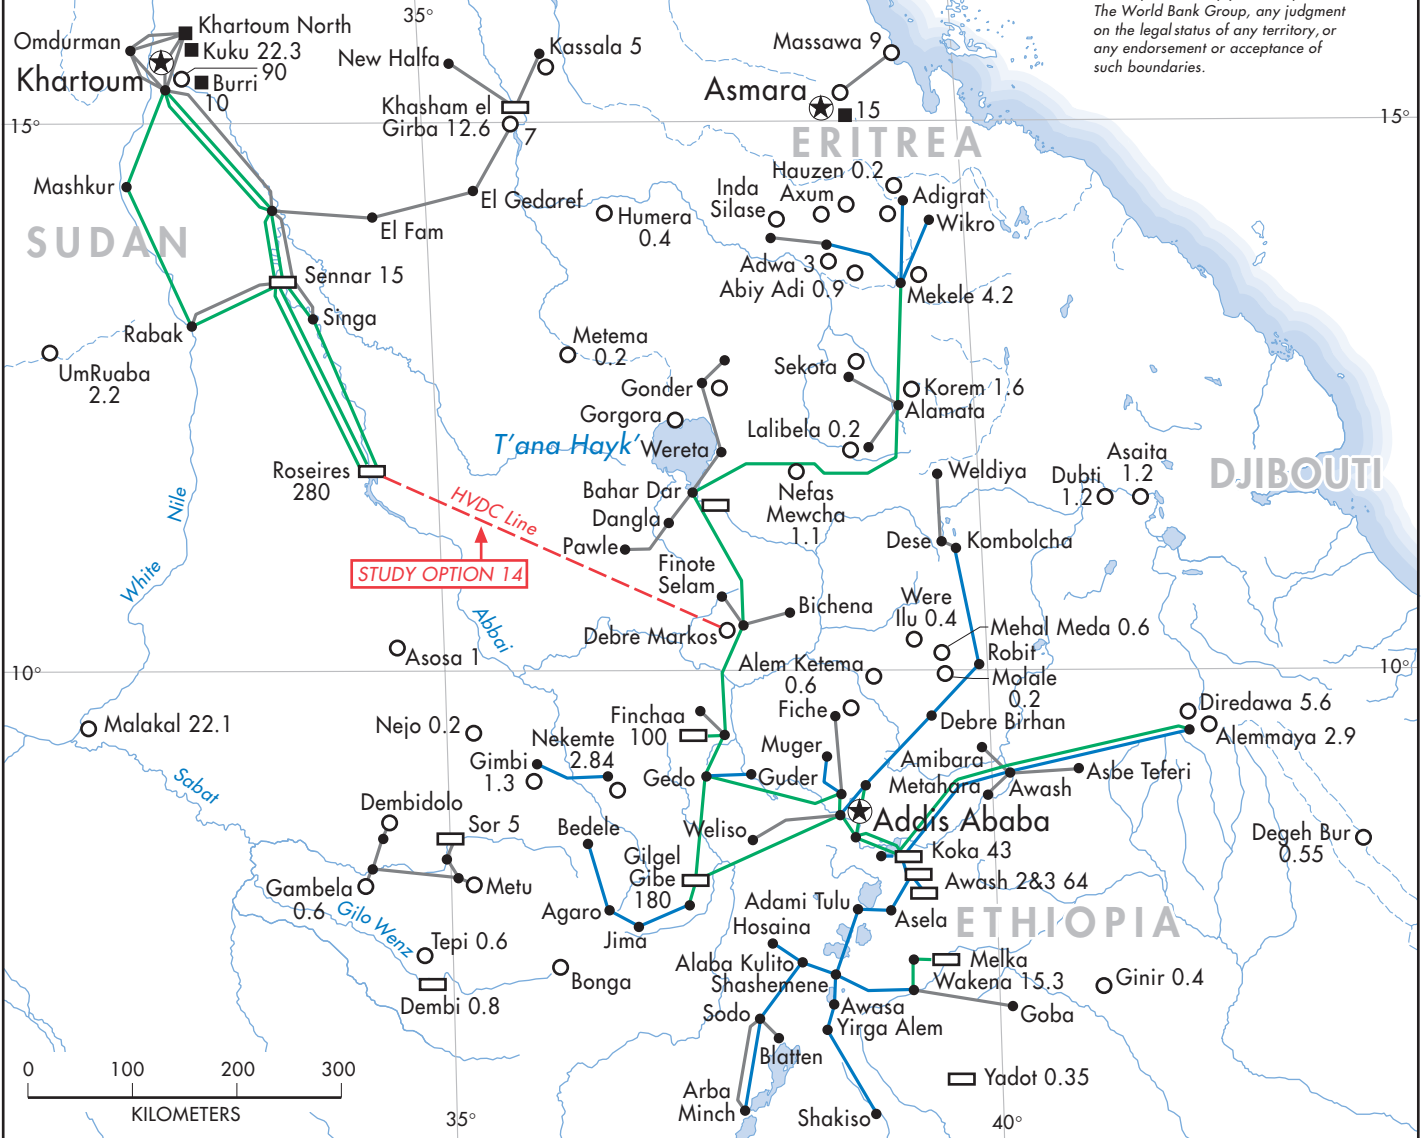 The World Bank Group, any judgment
on the legal status of any territory, or
any endorsement or acceptance of
such boundaries.
35°
Khartoum North
Omdurman
Kuku 22.3
90
Khartoum
Burri
10
New Halfa
Kassala 5
Khasham el
Girba 12.6
7
Massawa 9
Asmara
15
15°
15°
ERITREA
Mashkur
El Gedaref
El Fam
Humera
0.4
Hauzen 0.2
Inda
Silase
Axum
Adigrat
Wikro
SUDAN
Adwa 3
Abiy Adi 0.9
Mekele 4.2
Sennar 15
Rabak
Singa
UmRuaba
2.2
Metema
0.2
Gonder
Sekota
Korem 1.6
Alamata
Gorgora
T'ana Hayk'
Wereta
Lalibela 0.2
Roseires
280
HVDC Line
STUDY OPTION 14
Nile
White
Abbai
Bahar Dar
Dangla
Pawle
Nefas
Mewcha
1.1
Weldiya
Dese
Kombolcha
Asaita
1.2
Dubti
1.2
DJIBOUTI
Finote
Selam
Bichena
Debre Markos
Were
Ilu 0.4
Mehal Meda 0.6
Robit
Molale
0.2
Alem Ketema
0.6
Fiche
Asosa 1
10°
10°
Malakal 22.1
Nejo 0.2
Finchaa
100
Debre Birhan
Diredawa 5.6
Alemmaya 2.9
Sabat
Gimbi
1.3
Nekemte
2.84
Gedo
Guder
Muger
Amibara
Metahara
Awash
Asbe Teferi
Dembidolo
Sor 5
Bedele
Weliso
Addis Ababa
Degeh Bur
0.55
Koka 43
Gambela
0.6
Metu
Gilgel
Gibe
180
Awash 2&3 64
Gilo Wenz
Agaro
Jima
Adami Tulu
Asela
ETHIOPIA
Hosaina
Tepi 0.6
Dembi 0.8
Bonga
Alaba Kulito
Shashemene
Melka
Wakena 15.3
Ginir 0.4
Sodo
Awasa
Yirga Alem
Goba
Blatten
Yadot 0.35
Arba
Minch
Shakiso
0
100
200
300
KILOMETERS
35°
40°